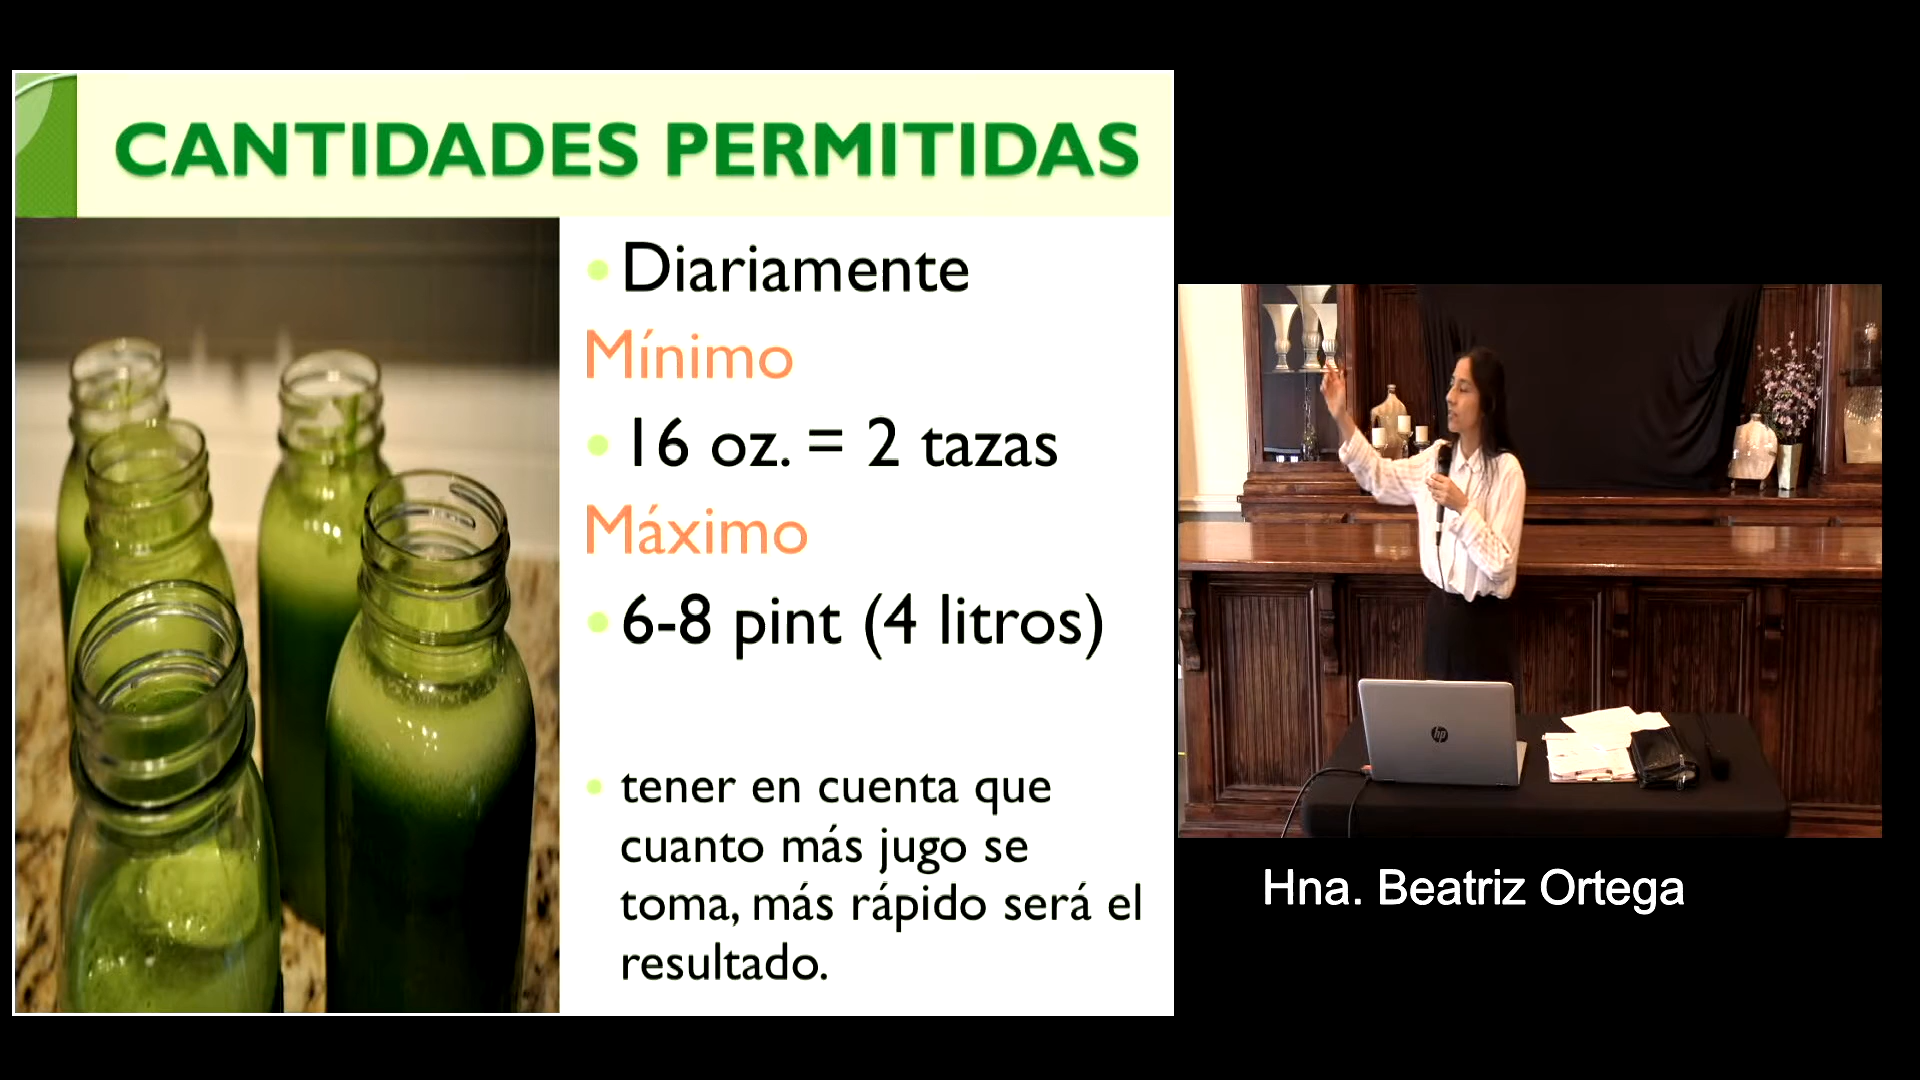 CANTIDADES PERMITIDAS
Diariamente
Mínimo
16 oz. = 2 tazas
Máximo
6-8 pint (4 litros)
tener en cuenta que
cuanto más jugo se
toma, más rápido será el
resultado.
hp
Hna. Beatriz Ortega